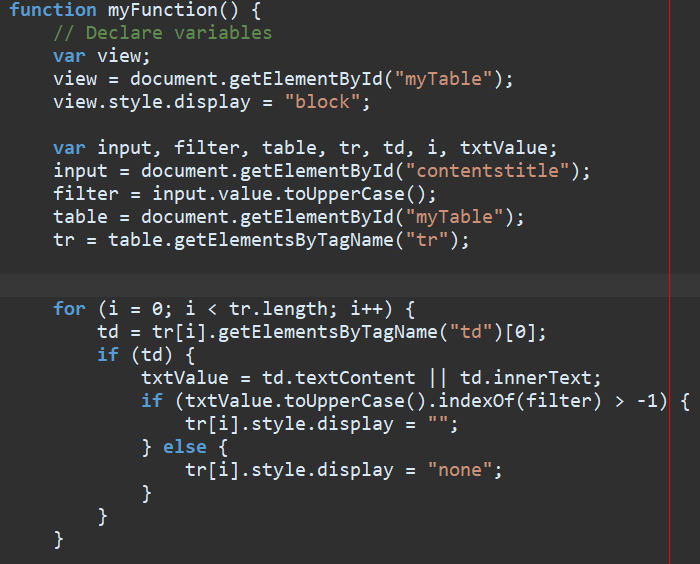 function myFunction() {
    // Declare variables
    var view;
    view = document.getElementById("myTable");
    view.style.display = "block";

    var input, filter, table, tr, td, i, txtValue;
    input = document.getElementById("contentstitle");
    filter = input.value.toUpperCase();
    table = document.getElementById("myTable");
    tr = table.getElementsByTagName("tr");


    for (i = 0; i < tr.length; i++) {
        td = tr[i].getElementsByTagName("td")[0];
        if (td) {
            txtValue = td.textContent || td.innerText;
            if (txtValue.toUpperCase().indexOf(filter) > -1) {
                tr[i].style.display = "";
            } else {
                tr[i].style.display = "none";
            }
        }
    }